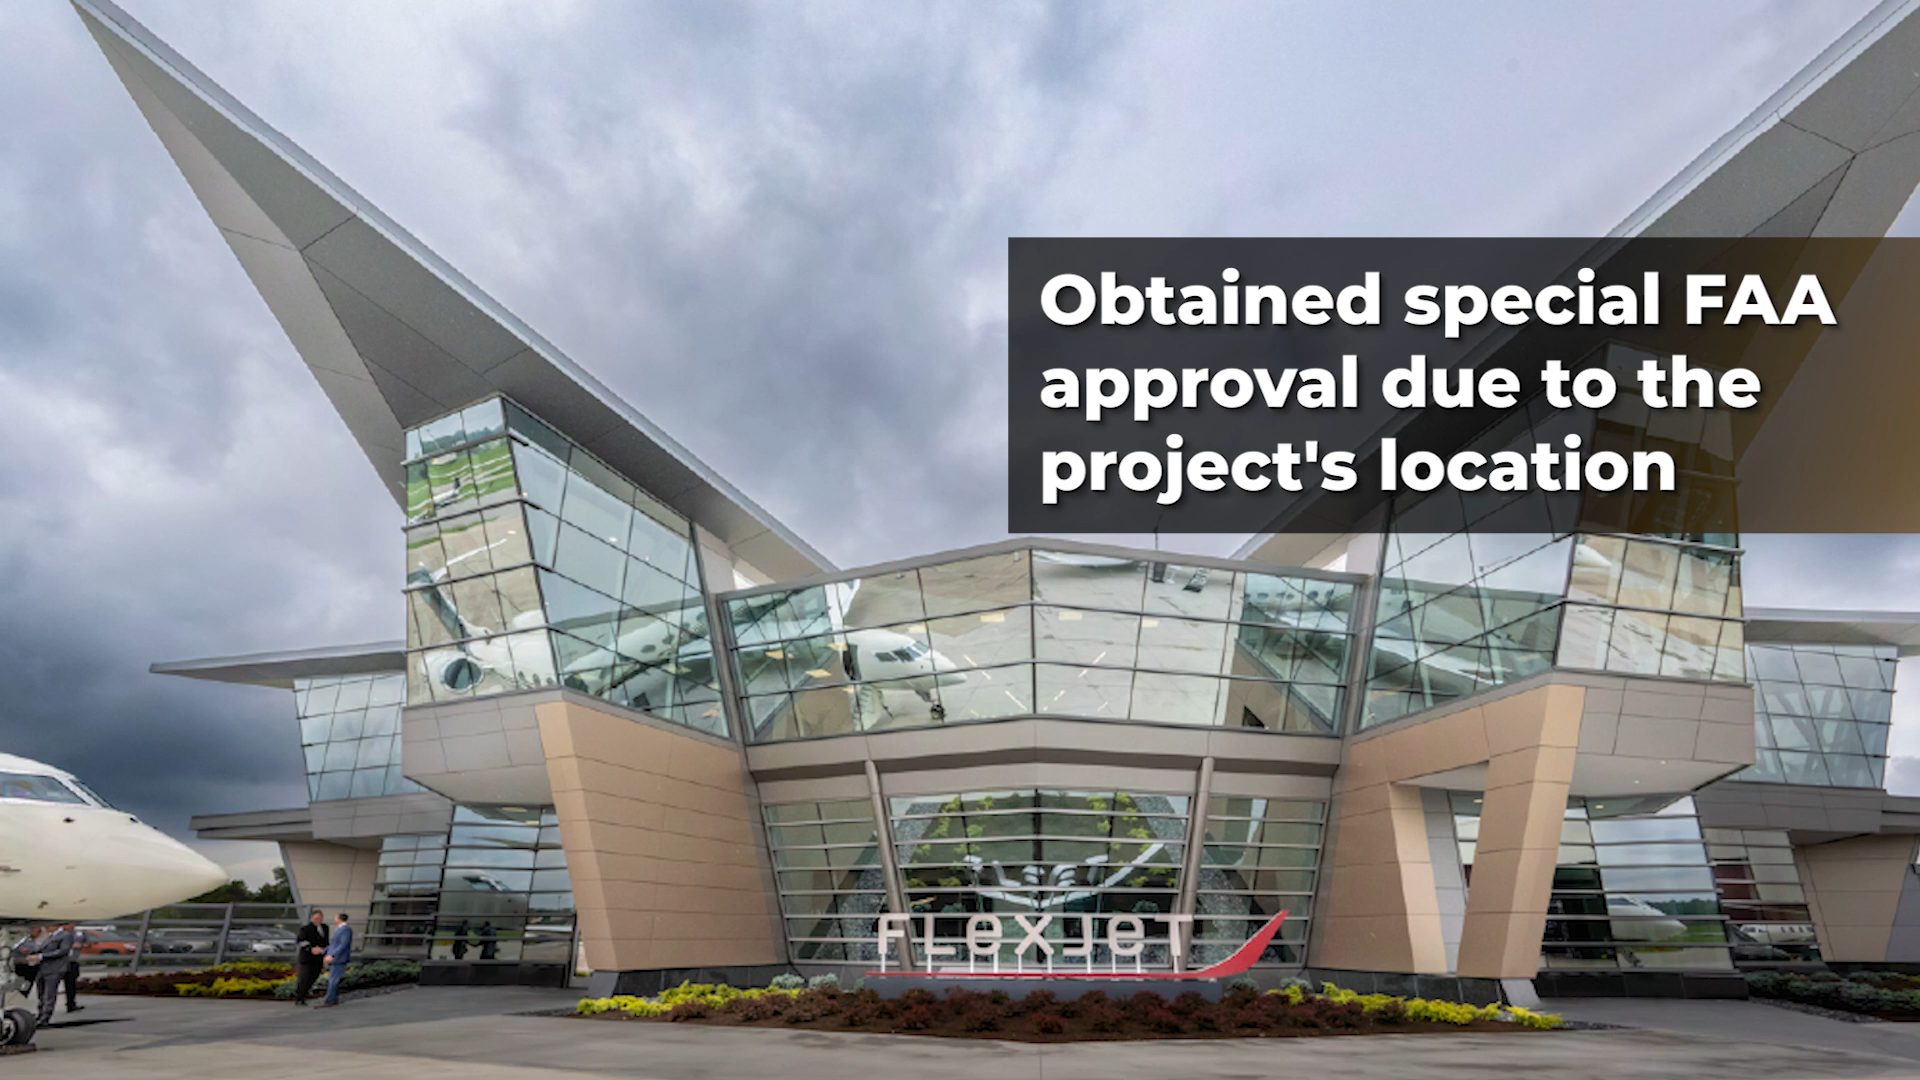 Obtained special FAA
approval due to the
project's location
FLexJeT